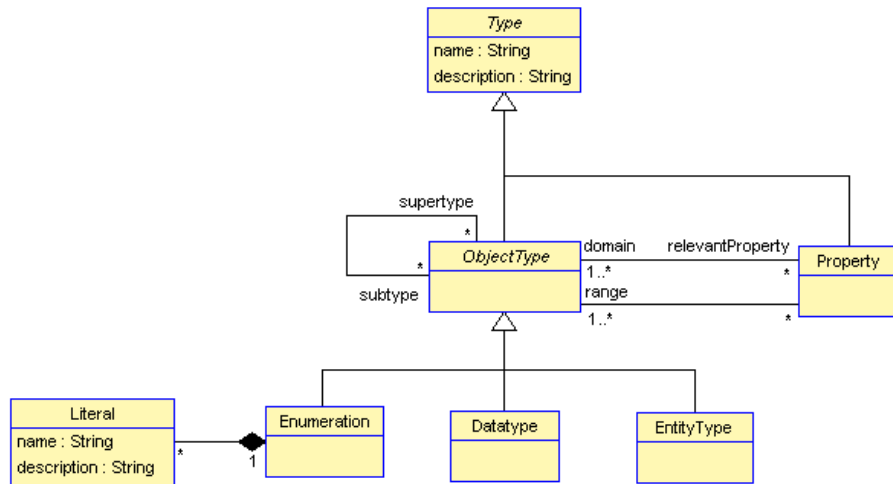 Type
name : String
description : String
supertype
*
ObjectType
*
subtype
domain
relevantProperty
1..*
*
range
1..*
*
Property
Literal
name : String
description : String
*
1
Enumeration
Datatype
EntityType